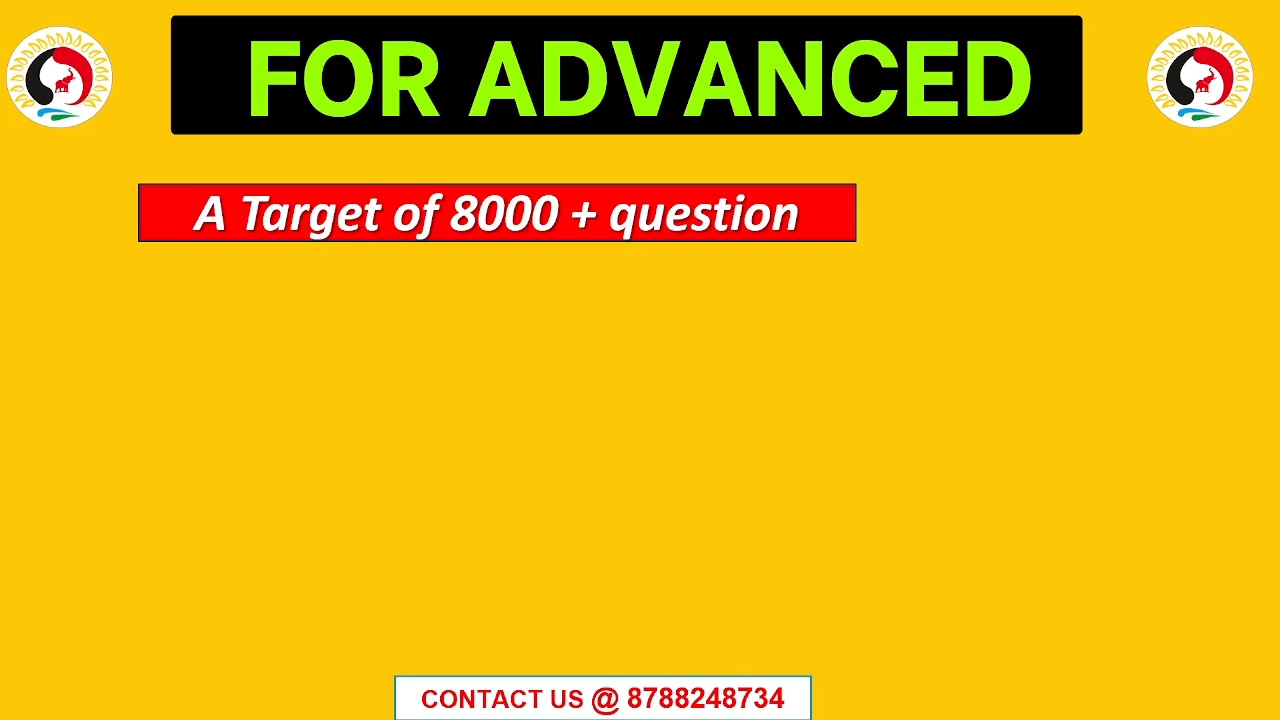 FOR ADVANCED
A Target of 8000 + question
CONTACT US @ 8788248734